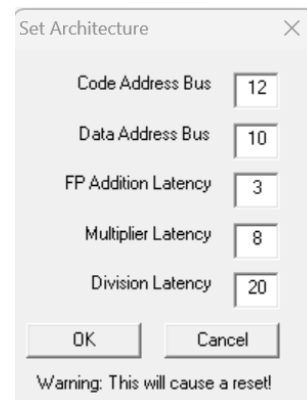 Set Architecture
Code Address Bus 12
Data Address Bus 10
FP Addition Latency 3
Multiplier Latency 8
Division Latency 20
OK Cancel
Warning: This will cause a reset!